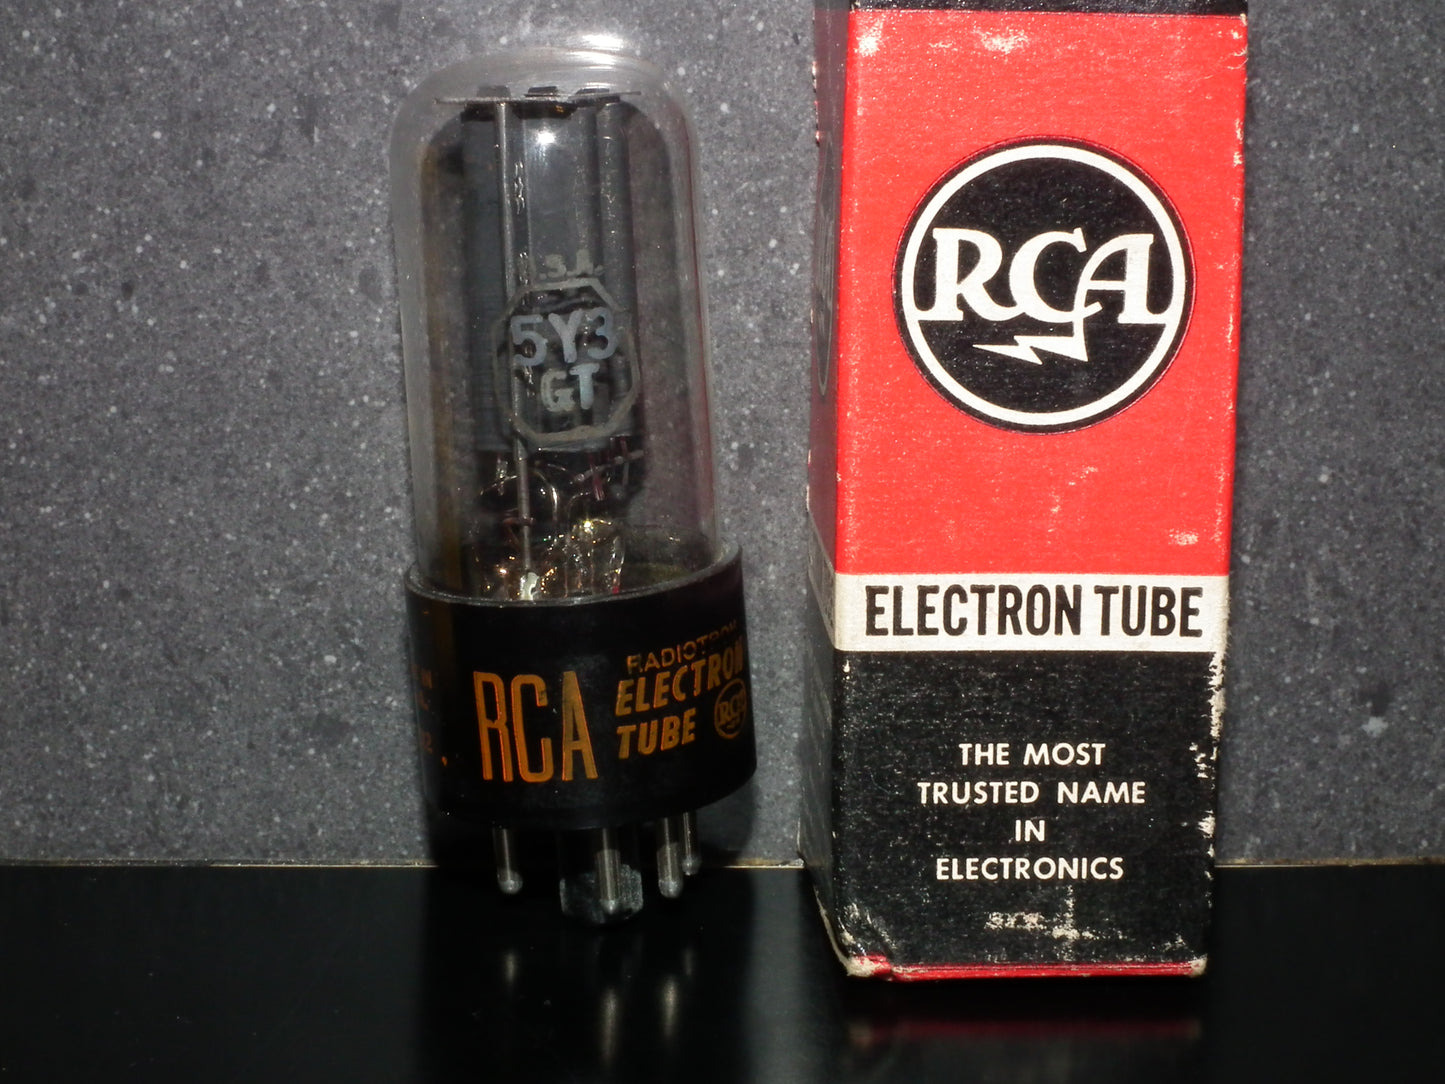 U.S.A.
5Y3
GT
RCA
RADIOTRON
ELECTRON
TUBE
RCA
RCA
ELECTRON TUBE
THE MOST
TRUSTED NAME
IN
ELECTRONICS